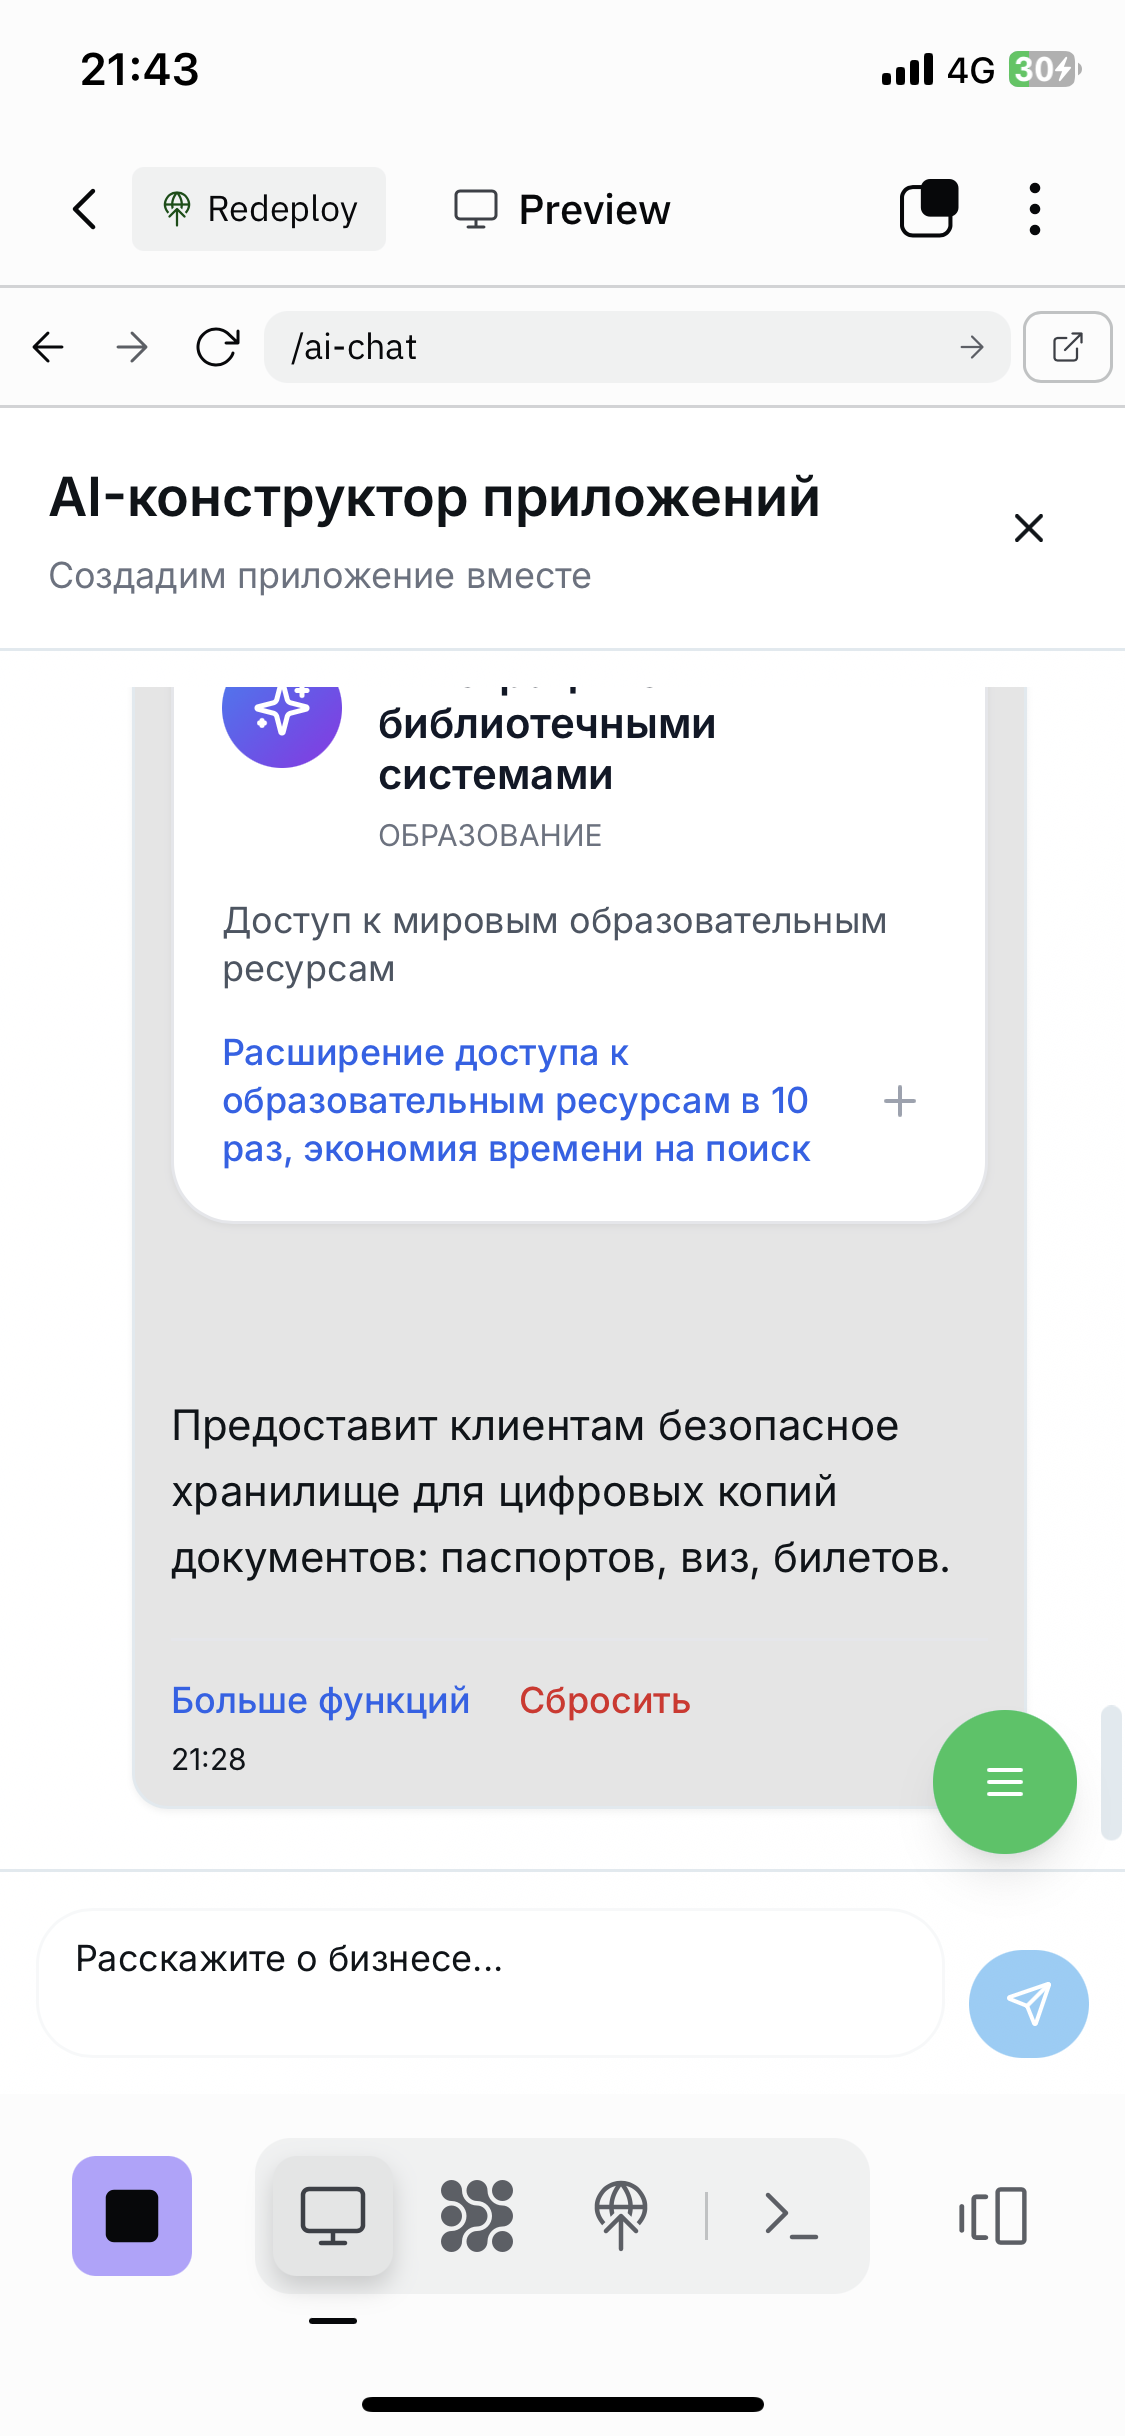 21:43
4G
30
Redeploy
Preview
/ai-chat
AI-конструктор приложений
Создадим приложение вместе
библиотечными
системами
ОБРАЗОВАНИЕ
Доступ к мировым образовательным
ресурсам
Расширение доступа к
образовательным ресурсам в 10
раз, экономия времени на поиск
Предоставит клиентам безопасное
хранилище для цифровых копий
документов: паспортов, виз, билетов.
Больше функций
Сбросить
21:28
Расскажите о бизнесе...